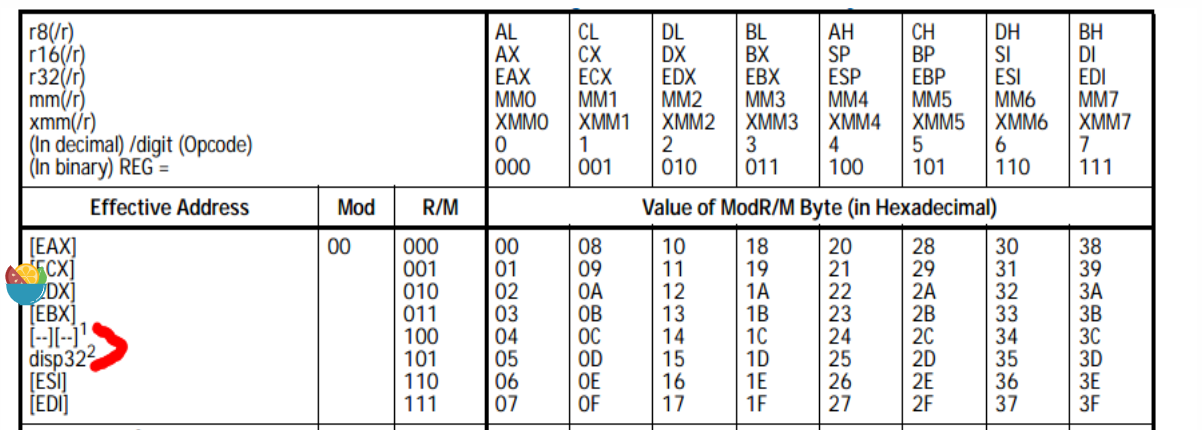 r8(/r) AL CL DL BL AH CH DH BH
r16(/r) AX CX DX BX SP BP SI DI
r32(/r) EAX ECX EDX EBX ESP EBP ESI EDI
mm(/r) MM0 MM1 MM2 MM3 MM4 MM5 MM6 MM7
xmm(/r) XMM0 XMM1 XMM2 XMM3 XMM4 XMM5 XMM6 XMM7
(In decimal) /digit (Opcode) 0 1 2 3 4 5 6 7
(In binary) REG = 000 001 010 011 100 101 110 111
Effective Address Mod R/M Value of ModR/M Byte (in Hexadecimal)
[EAX] 00 000 00 08 10 18 20 28 30 38
[ECX] 001 01 09 11 19 21 29 31 39
[EDX] 010 02 0A 12 1A 22 2A 32 3A
[EBX] 011 03 0B 13 1B 23 2B 33 3B
[--][--]1 100 04 0C 14 1C 24 2C 34 3C
disp322 101 05 0D 15 1D 25 2D 35 3D
[ESI] 110 06 0E 16 1E 26 2E 36 3E
[EDI] 111 07 0F 17 1F 27 2F 37 3F